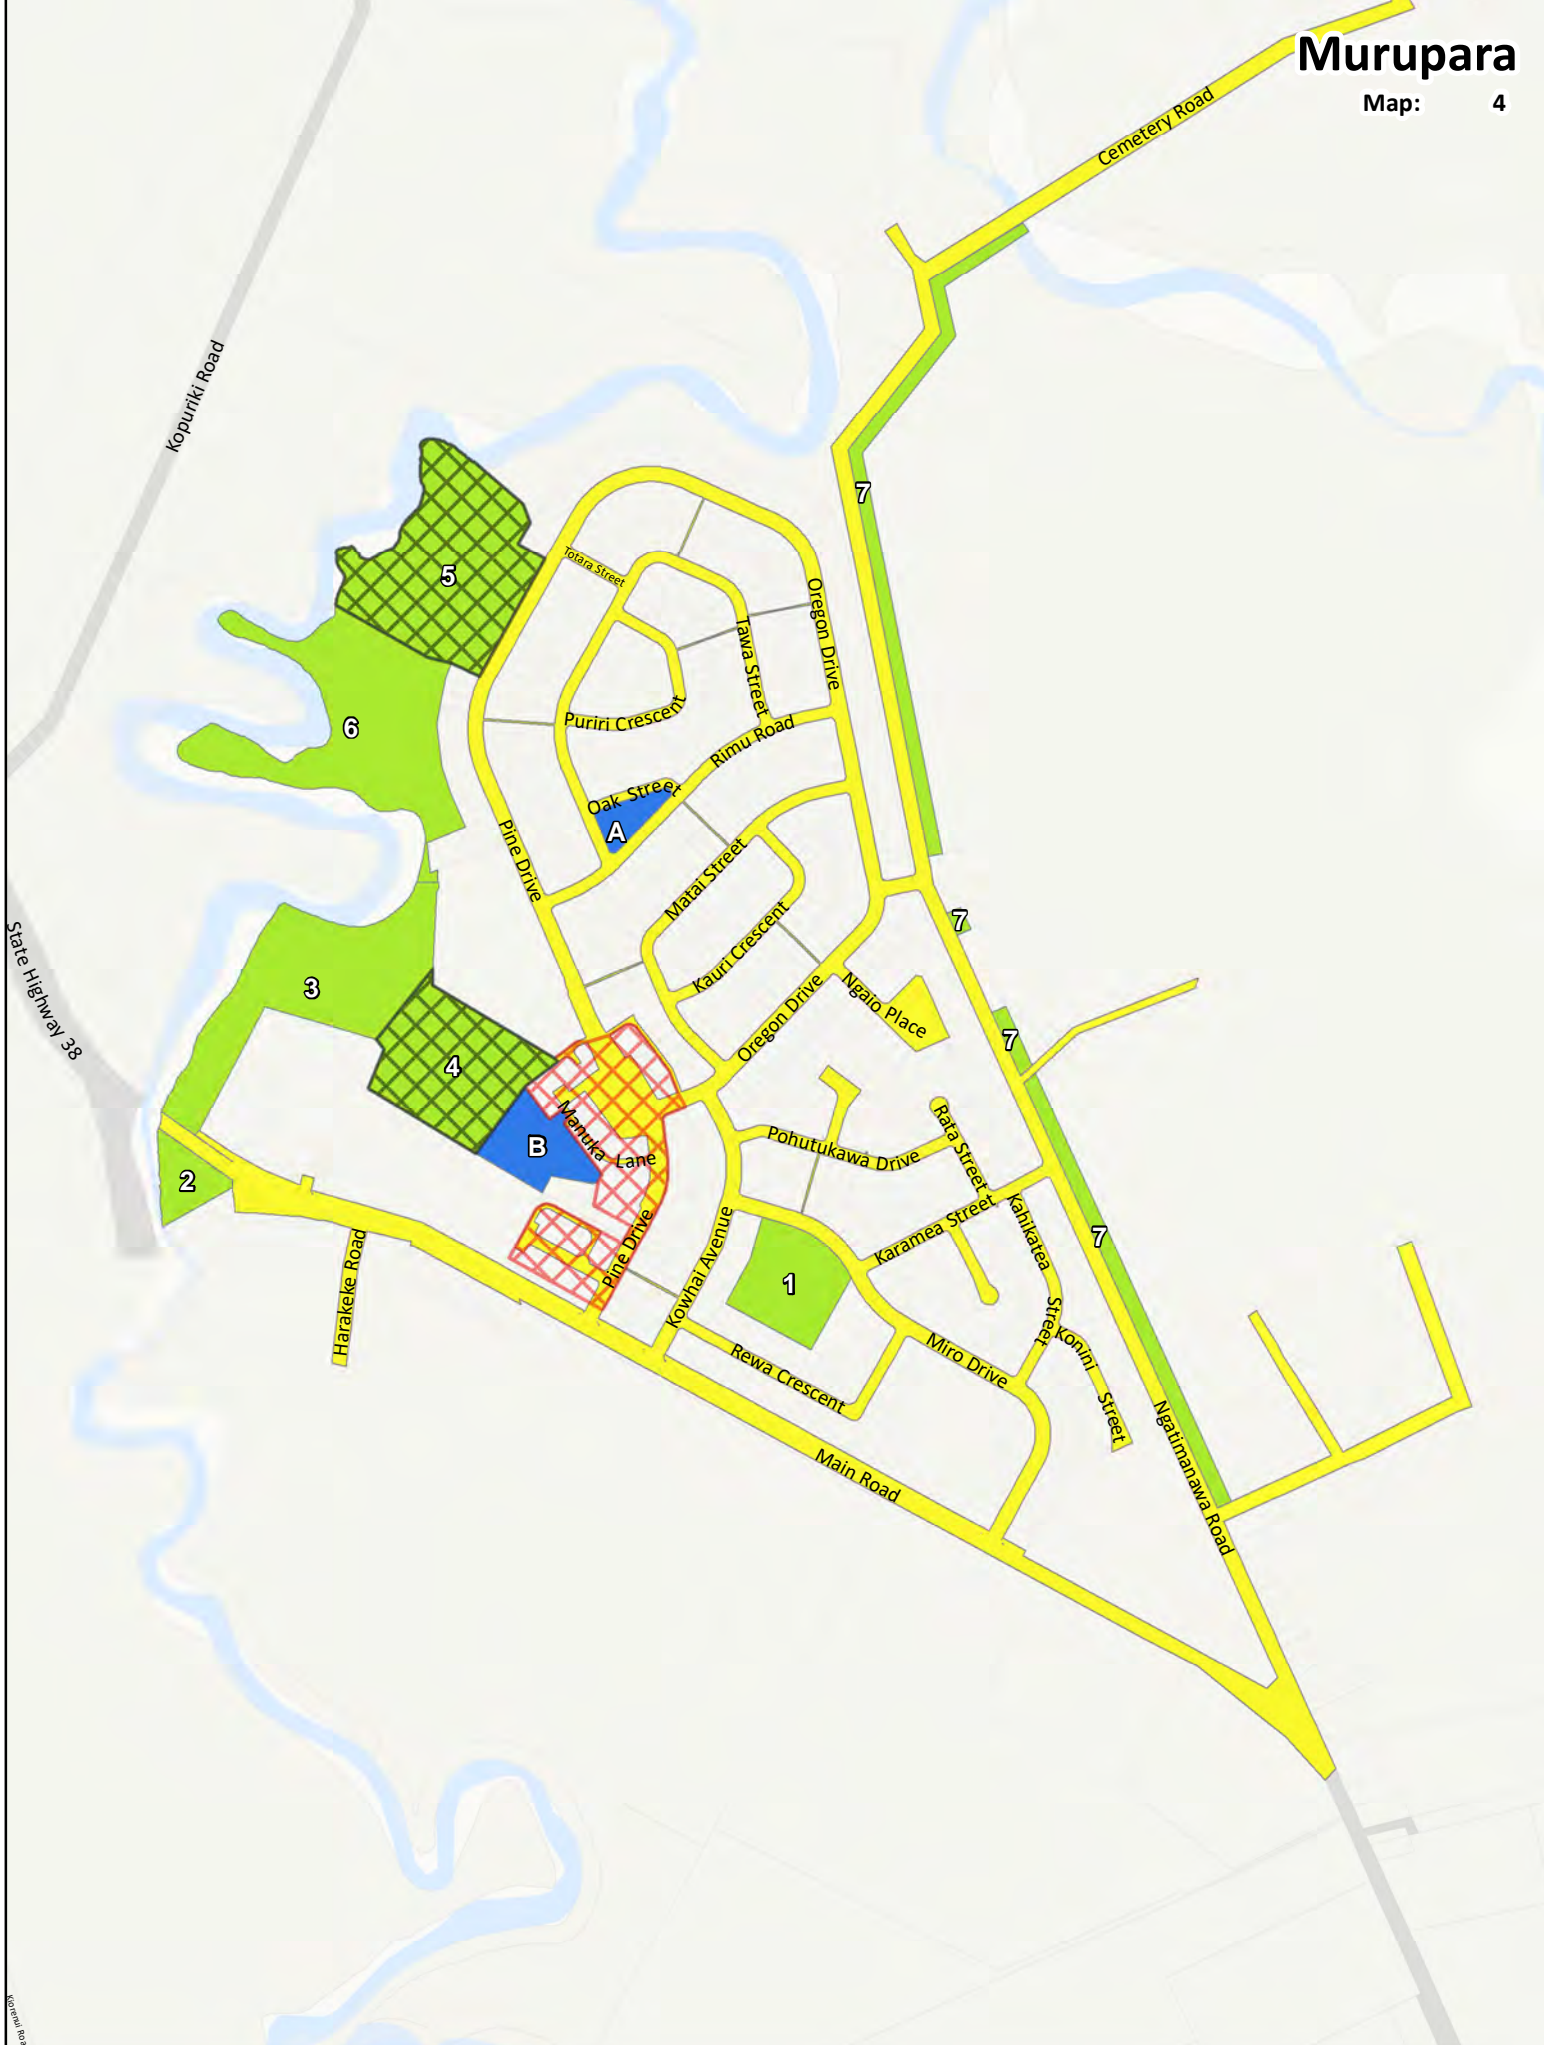 Murupara
Map: 4
Cemetery Road
Kopuriki Road
7
5
Totara Street
Oregon Drive
Tawa Street
Puriri Crescent
6
Rimu Road
Oak Street
A
Pine Drive
Matai Street
Kauri Crescent
7
State Highway 38
3
Ngaio Place
Oregon Drive
7
4
Manuka Lane
B
Rata Street
Pohutukawa Drive
2
Kahikatea Street
Karamea Street
7
Pine Drive
Kowhai Avenue
1
Harakeke Road
Konini Street
Miro Drive
Rewa Crescent
Ngatimanawa Road
Main Road
Kiorenui Roa